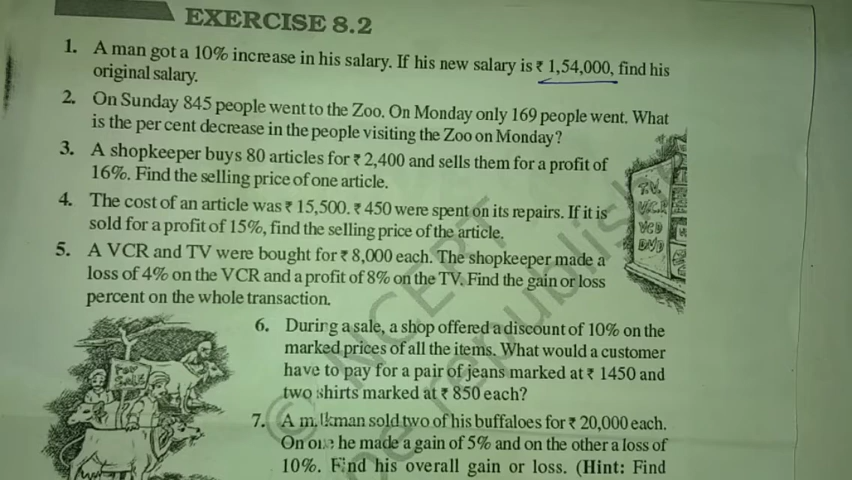 EXERCISE 8.2
1. A man got a 10% increase in his salary. If his new salary is ₹ 1,54,000, find his
original salary.
2. On Sunday 845 people went to the Zoo. On Monday only 169 people went. What
is the per cent decrease in the people visiting the Zoo on Monday?
3. A shopkeeper buys 80 articles for ₹ 2,400 and sells them for a profit of
16%. Find the selling price of one article.
4. The cost of an article was ₹ 15,500. ₹ 450 were spent on its repairs. If it is
sold for a profit of 15%, find the selling price of the article.
5. A VCR and TV were bought for ₹ 8,000 each. The shopkeeper made a
loss of 4% on the VCR and a profit of 8% on the TV. Find the gain or loss
percent on the whole transaction.
T.V.
V.C.R
VCD
DVD
6. During a sale, a shop offered a discount of 10% on the
marked prices of all the items. What would a customer
have to pay for a pair of jeans marked at ₹ 1450 and
two shirts marked at ₹ 850 each?
FOR
SALE
7. A milkman sold two of his buffaloes for ₹ 20,000 each.
On one he made a gain of 5% and on the other a loss of
10%. Find his overall gain or loss. (Hint: Find
© NCERT
be republished